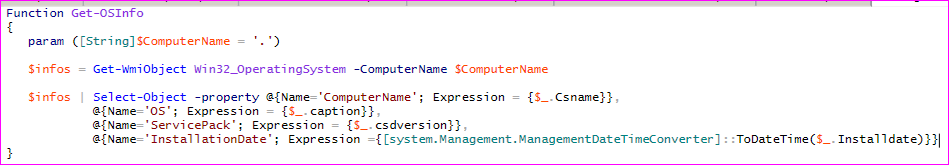 Function Get-OSInfo
{
param ([String]$ComputerName = '.')
$infos = Get-WmiObject Win32_OperatingSystem -ComputerName $ComputerName
$infos | Select-Object -property @{Name='ComputerName'; Expression = {$_.Csname}},
@{Name='OS'; Expression = {$_.caption}},
@{Name='ServicePack'; Expression = {$_.csdversion}},
@{Name='InstallationDate'; Expression ={[system.Management.ManagementDateTimeConverter]::ToDateTime($_.Installdate)}}
}